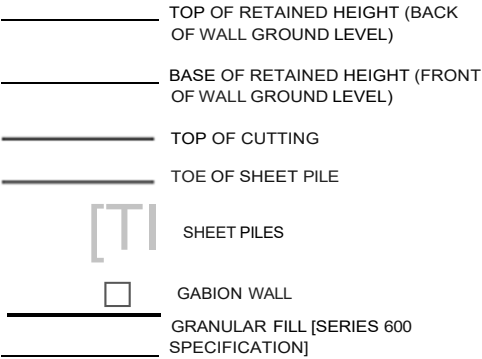 TOP OF RETAINED HEIGHT (BACK
OF WALL GROUND LEVEL)
BASE OF RETAINED HEIGHT (FRONT
OF WALL GROUND LEVEL)
TOP OF CUTTING
TOE OF SHEET PILE
[TI SHEET PILES
GABION WALL
GRANULAR FILL [SERIES 600
SPECIFICATION]